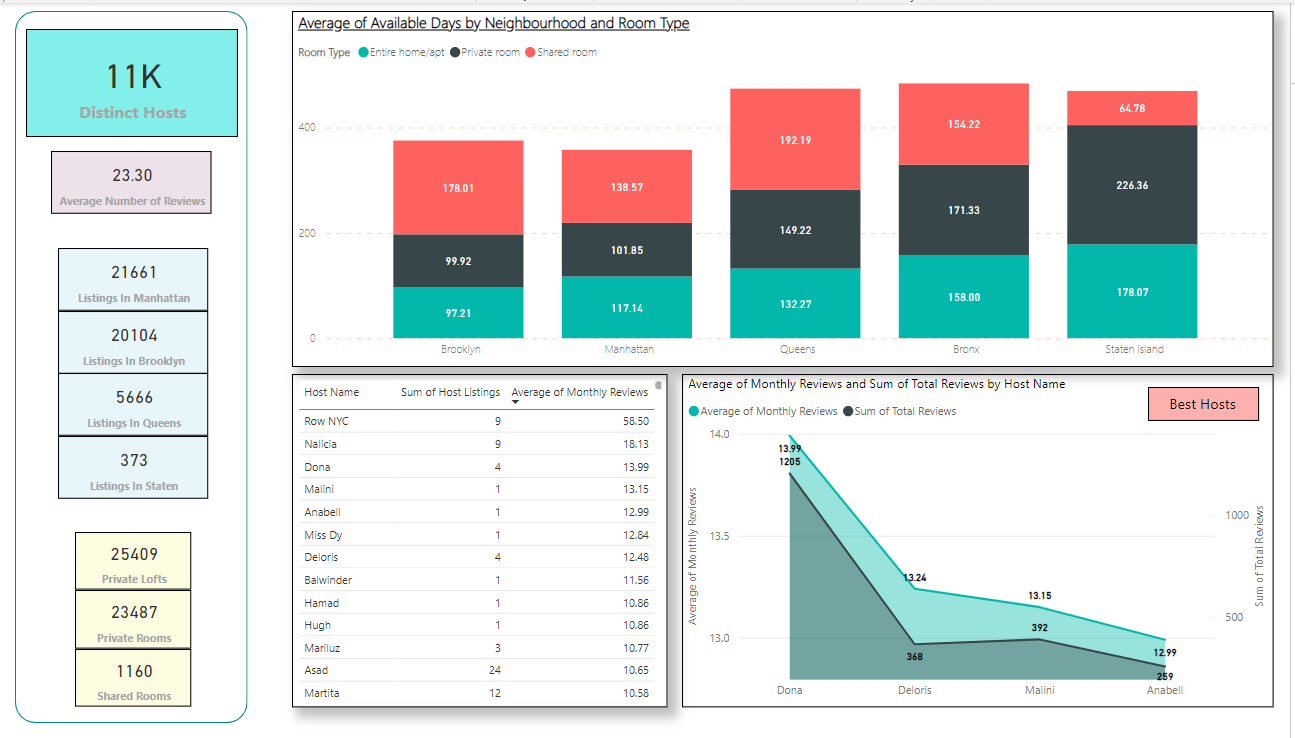 11K
Distinct Hosts
23.30
Average Number of Reviews
21661
Listings In Manhattan
20104
Listings In Brooklyn
5666
Listings In Queens
373
Listings In Staten
25409
Private Lofts
23487
Private Rooms
1160
Shared Rooms
Average of Available Days by Neighbourhood and Room Type
Room Type Entire home/apt Private room Shared room
400
200
0
178.01
99.92
97.21
138.57
101.85
117.14
192.19
149.22
132.27
154.22
171.33
158.00
64.78
226.36
178.07
Brooklyn Manhattan Queens Bronx Staten Island
Host Name Sum of Host Listings Average of Monthly Reviews
Row NYC 9 58.50
Nalicia 9 18.13
Dona 4 13.99
Malini 1 13.15
Anabell 1 12.99
Miss Dy 1 12.84
Deloris 4 12.48
Balwinder 1 11.56
Hamad 1 10.86
Hugh 1 10.86
Mariluz 3 10.77
Asad 24 10.65
Martita 12 10.58
Average of Monthly Reviews and Sum of Total Reviews by Host Name
Average of Monthly Reviews Sum of Total Reviews
Best Hosts
Average of Monthly Reviews
14.0
13.5
13.0
13.99
1205
13.24
368
13.15
392
12.99
259
1000
500
Sum of Total Reviews
Dona Deloris Malini Anabell